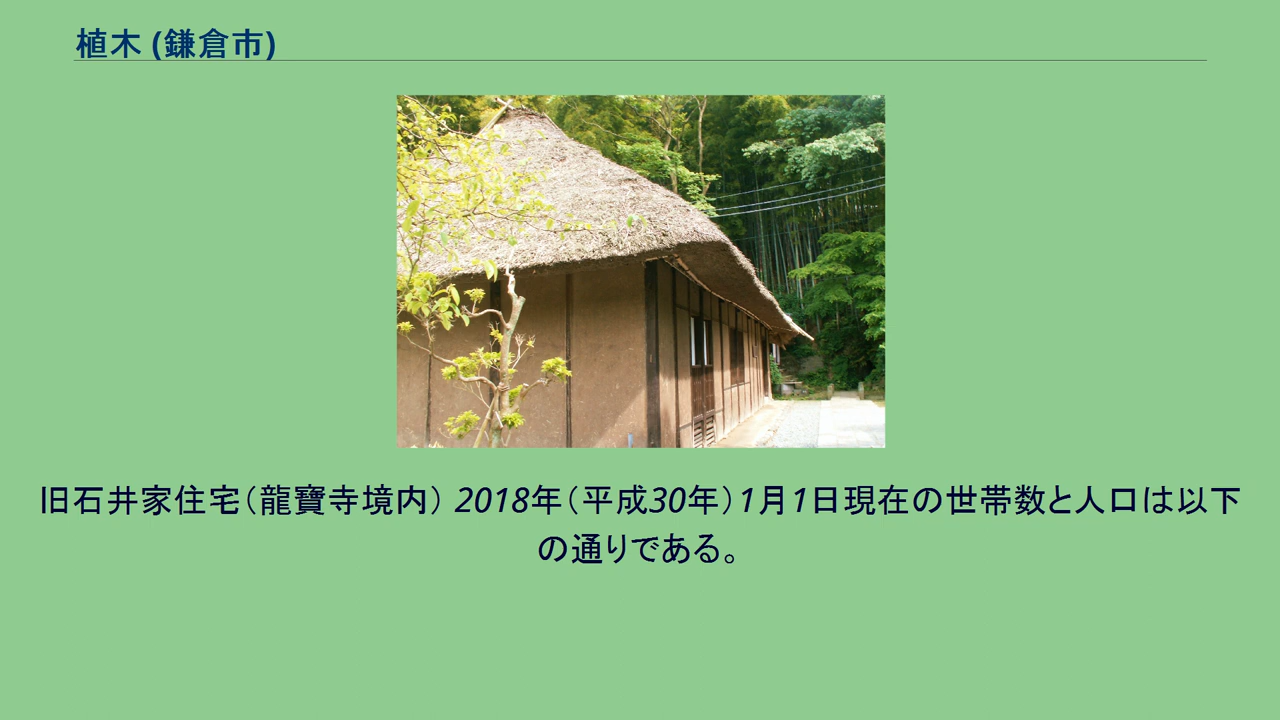 植木 (鎌倉市)
旧石井家住宅（龍寶寺境内） 2018年（平成30年）1月1日現在の世帯数と人口は以下
の通りである。